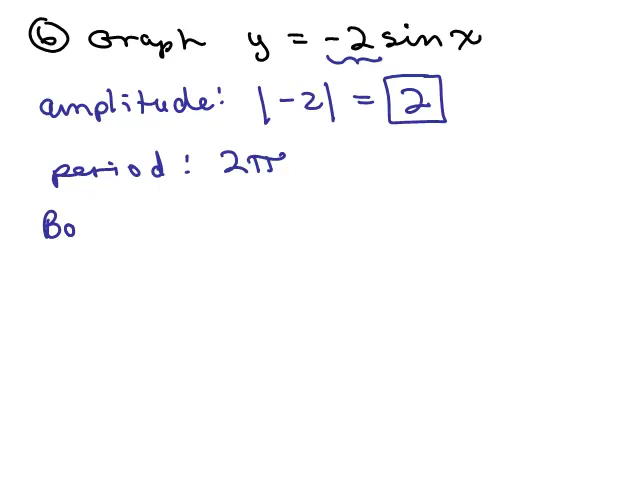 ⑥ Graph y = -2 sin x
amplitude: |-2| = 2
period: 2π
Bo